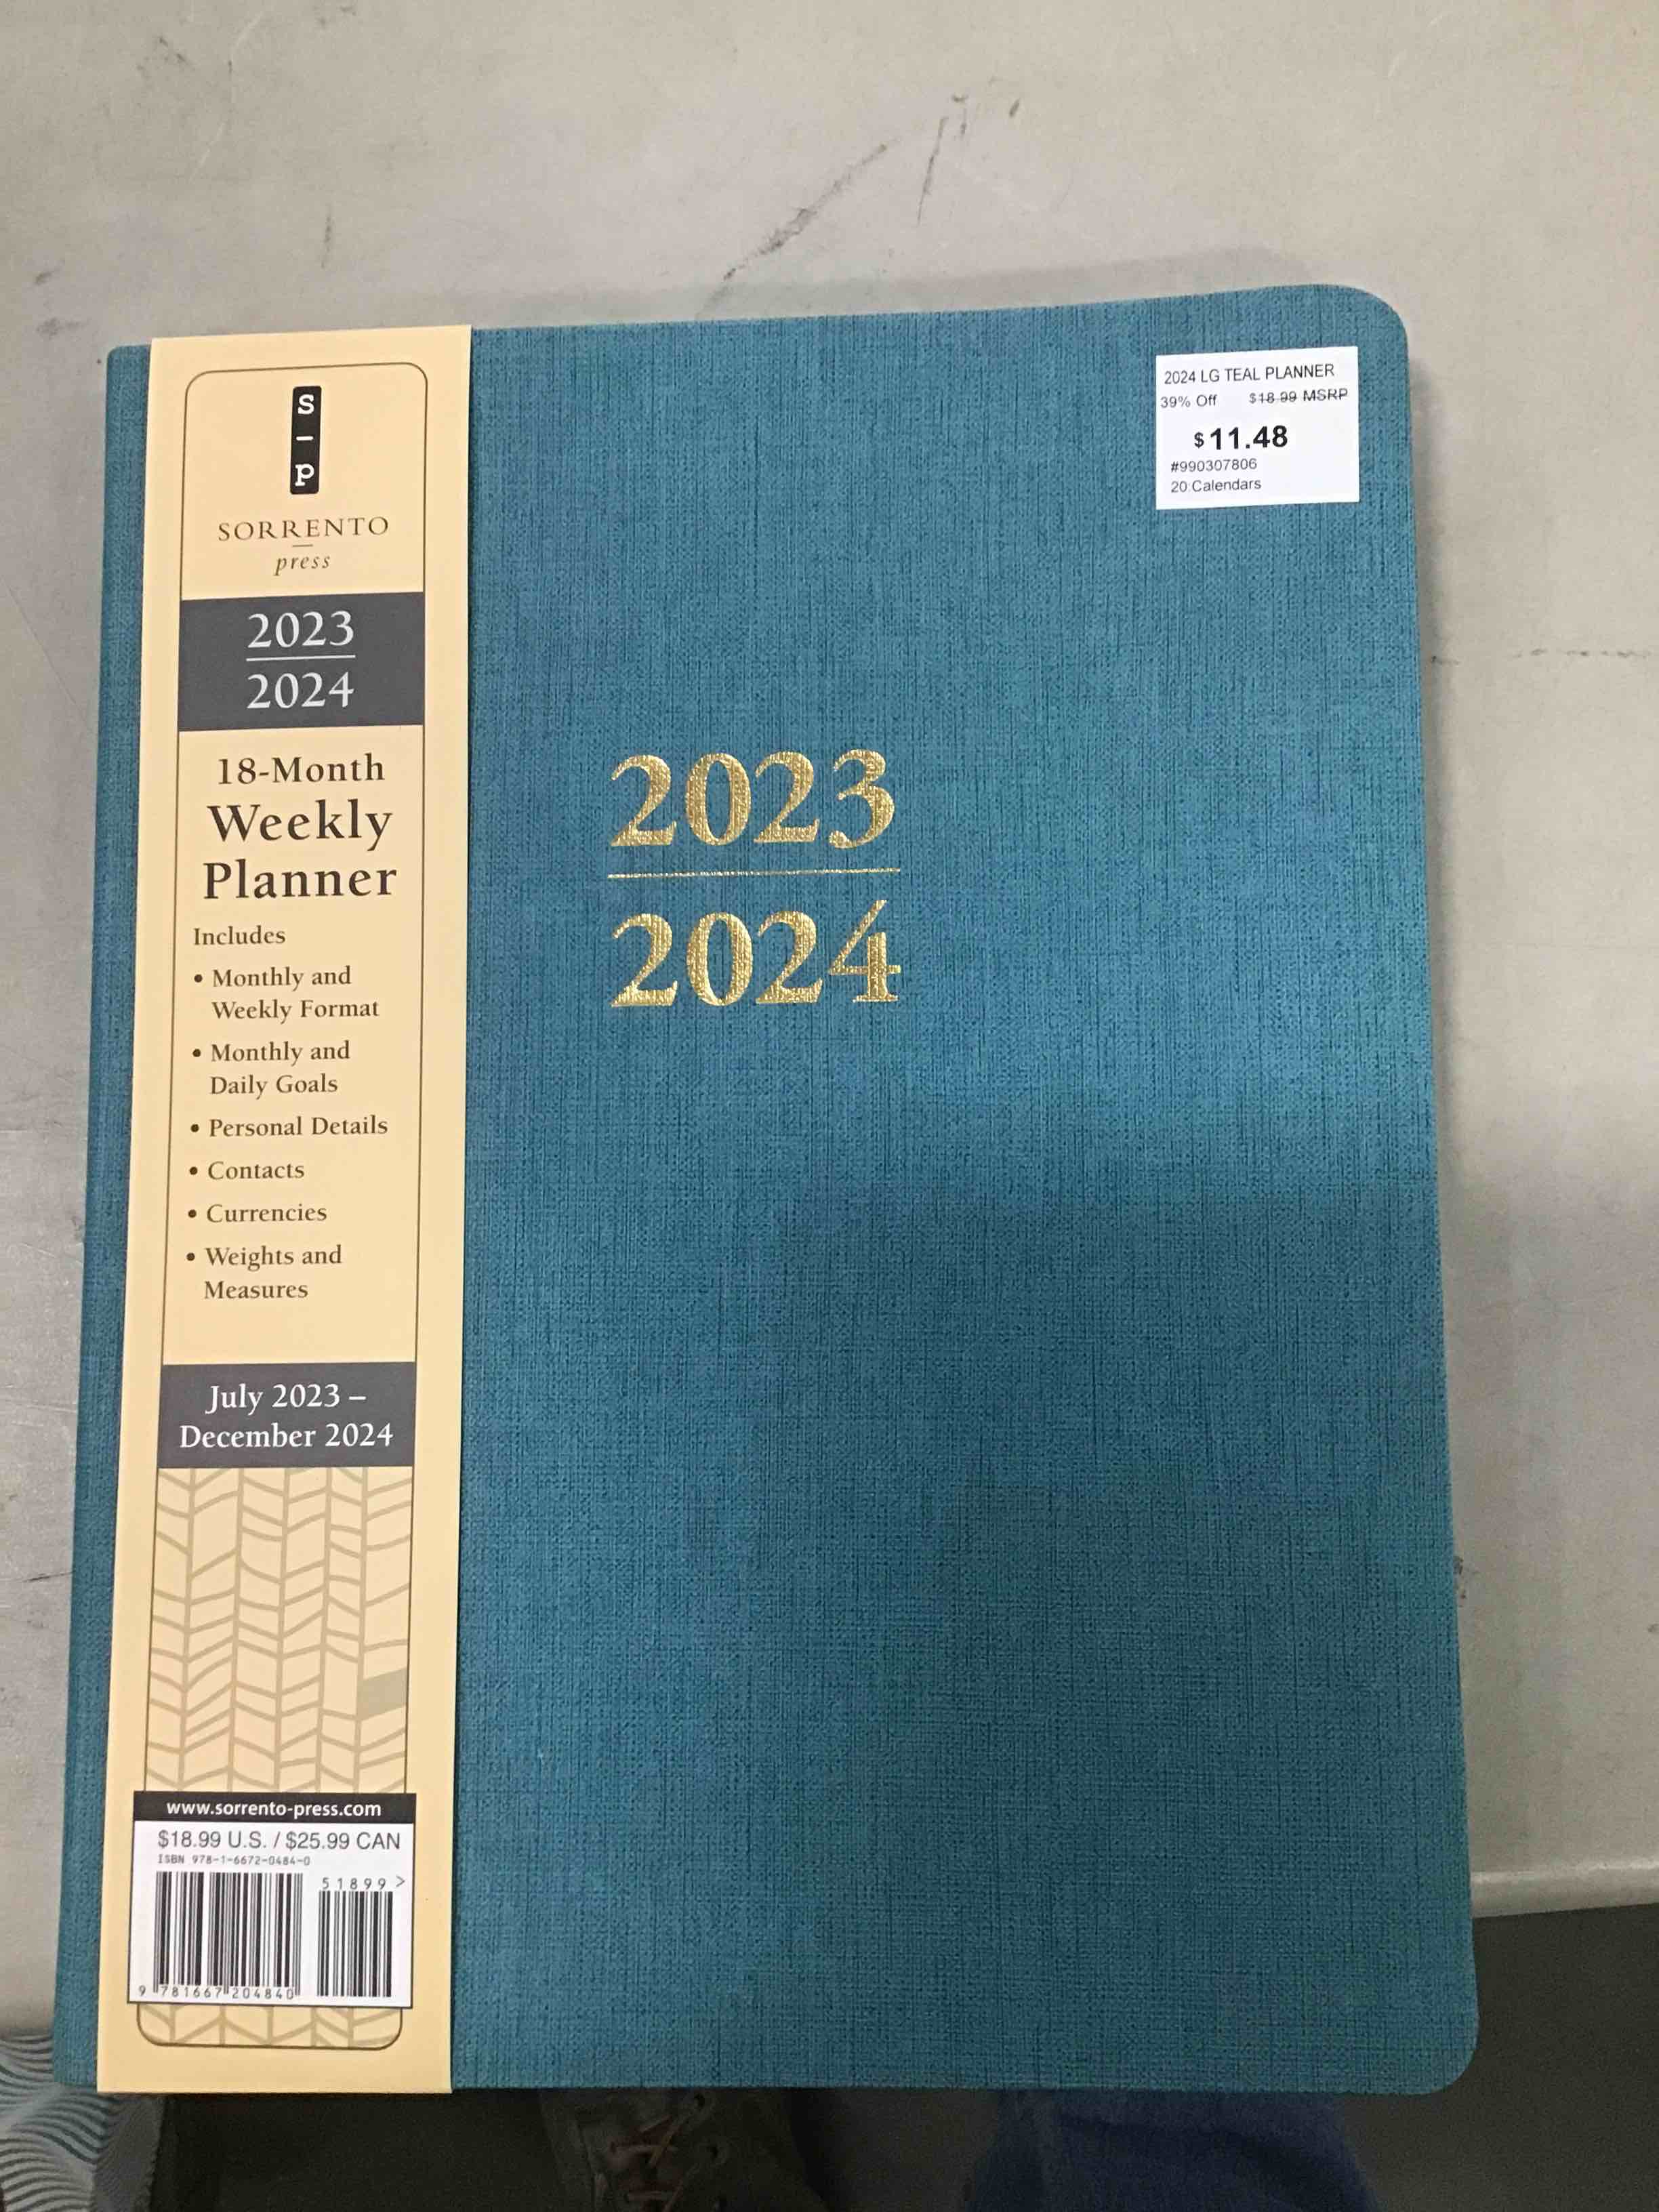 S
–
P
SORRENTO
press
2023
2024
18-Month
Weekly
Planner
Includes
• Monthly and
Weekly Format
• Monthly and
Daily Goals
• Personal Details
• Contacts
• Currencies
• Weights and
Measures
July 2023 –
December 2024
www.sorrento-press.com
$18.99 U.S. / $25.99 CAN
ISBN 978-1-6672-0484-0
51899>
9 781667 204840
2024 LG TEAL PLANNER
39% Off $18.99 MSRP
$11.48
#990307806
20 Calendars
2023
2024